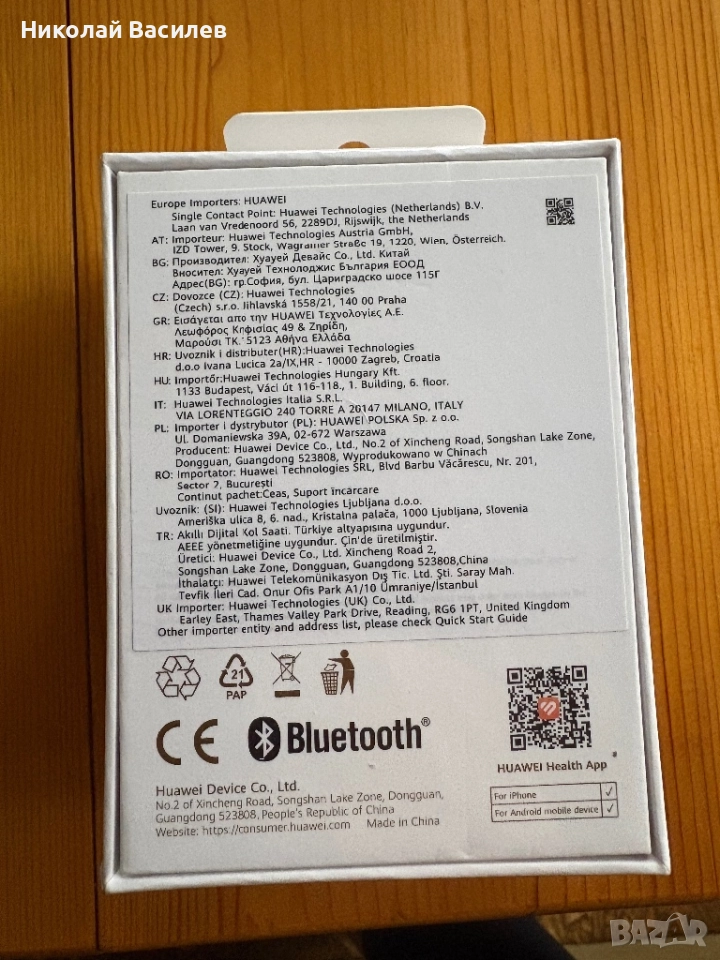 Николай Василев
Europe Importers: HUAWEI
Single Contact Point: Huawei Technologies (Netherlands) B.V.
Laan van Vredenoord 56, 2289DJ, Rijswijk, the Netherlands
AT: Importeur: Huawei Technologies Austria GmbH,
IZD Tower, 9. Stock, Wagramer Straße 19, 1220, Wien, Österreich.
BG: Производител: Хуауей Девайс Co., Ltd. Китай
Вносител: Хуауей Технолоджис България ЕООД
Адрес(BG): гр.София, бул. Цариградско шосе 115Г
CZ: Dovozce (CZ): Huawei Technologies
(Czech) s.r.o. Jihlavská 1558/21, 140 00 Praha
GR: Εισάγεται απο την HUAWEI Τεχνολογίες Α.Ε.
Λεωφόρος Κηφισίας 49 & Ζηρίδη,
Μαρούσι ΤΚ. 15123 Αθήνα Ελλάδα
HR: Uvoznik i distributer(HR):Huawei Technologies
d.o.o Ivana Lucica 2a/IX,HR - 10000 Zagreb, Croatia
HU: Importőr:Huawei Technologies Hungary Kft.
1133 Budapest, Váci út 116-118., 1. Building, 6. floor.
IT: Huawei Technologies Italia S.R.L.
VIA LORENTEGGIO 240 TORRE A 20147 MILANO, ITALY
PL: Importer i dystrybutor (PL): HUAWEI POLSKA Sp. z o.o.
Ul. Domaniewska 39A, 02-672 Warszawa
Producent: Huawei Device Co., Ltd., No.2 of Xincheng Road, Songshan Lake Zone,
Dongguan, Guangdong 523808, Wyprodukowano w Chinach
RO: Importator: Huawei Technologies SRL, Blvd Barbu Văcărescu, Nr. 201,
Sector 2, Bucureşti
Continut pachet:Ceas, Suport încarcare
Uvoznik: (SI): Huawei Technologies Ljubljana d.o.o.
Ameriška ulica 8, 6. nad., Kristalna palača, 1000 Ljubljana, Slovenia
TR: Akıllı Dijital Kol Saati. Türkiye altyapısına uygundur.
AEEE yönetmeliğine uygundur. Çin'de üretilmiştir.
Üretici: Huawei Device Co., Ltd. Xincheng Road 2,
Songshan Lake Zone, Dongguan, Guangdong 523808,China
İthalatçı: Huawei Telekomünikasyon Dış Tic. Ltd. Şti. Saray Mah.
Tevfik İleri Cad. Onur Ofis Park A1/10 Ümraniye/İstanbul
UK Importer: Huawei Technologies (UK) Co., Ltd.
Earley East, Thames Valley Park Drive, Reading, RG6 1PT, United Kingdom
Other importer entity and address list, please check Quick Start Guide
21
PAP
CE
Bluetooth®
HUAWEI Health App
For iPhone ✓
For Android mobile device ✓
Huawei Device Co., Ltd.
No.2 of Xincheng Road, Songshan Lake Zone, Dongguan,
Guangdong 523808, People's Republic of China
Website: https://consumer.huawei.com Made in China
BAZAR